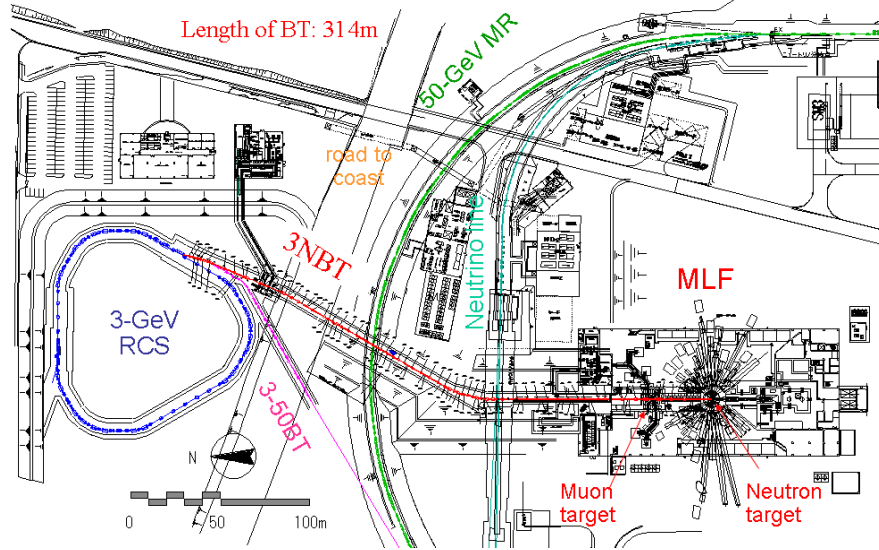 Length of BT: 314m
50-GeV MR
road to
coast
3NBT
Neutrino line
MLF
3-GeV
RCS
3-50BT
N
Muon
target
Neutron
target
0 50 100m